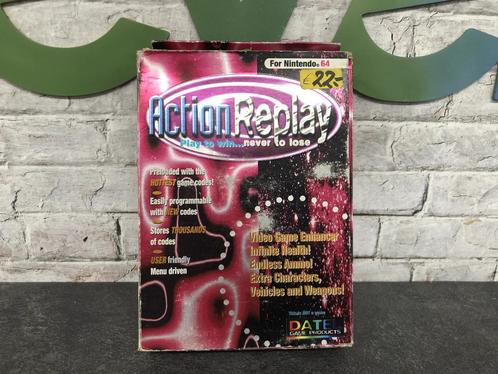 For Nintendo® 64
€ 22,-
Action Replay
Play to win...never to lose
Preloaded with the
HOTTEST game codes!
Easily programmable
with NEW codes
Stores THOUSANDS
of codes
USER friendly
Menu driven
Video Game Enhancer
Infinite Health!
Endless Ammo!
Extra Characters,
Vehicles and Weapons!
DATEL
GAME PRODUCTS